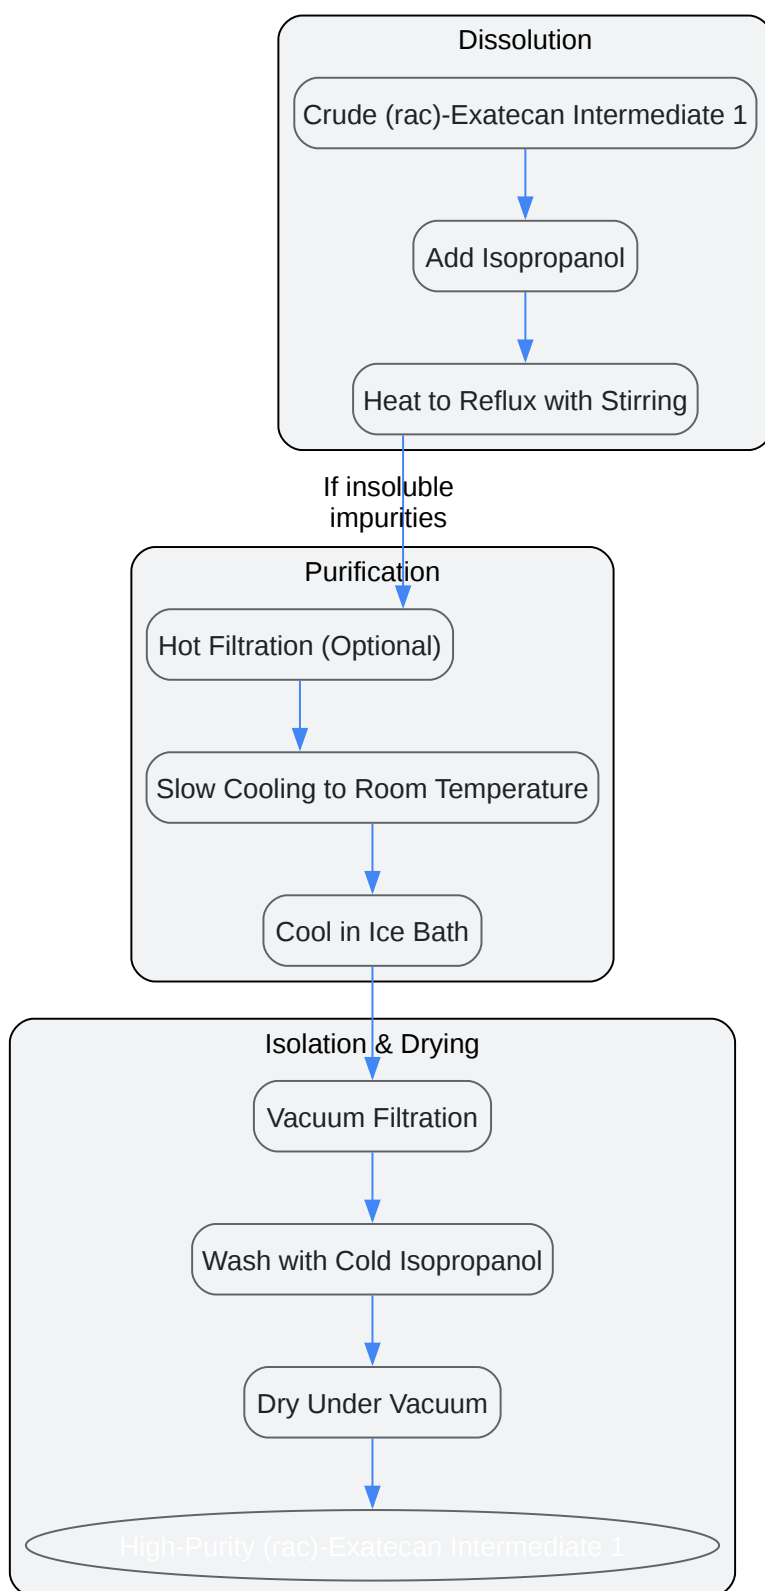 Dissolution
Crude (rac)-Exatecan Intermediate 1
Add Isopropanol
Heat to Reflux with Stirring
If insoluble
impurities
Purification
Hot Filtration (Optional)
Slow Cooling to Room Temperature
Cool in Ice Bath
Isolation & Drying
Vacuum Filtration
Wash with Cold Isopropanol
Dry Under Vacuum
High-Purity (rac)-Exatecan Intermediate 1